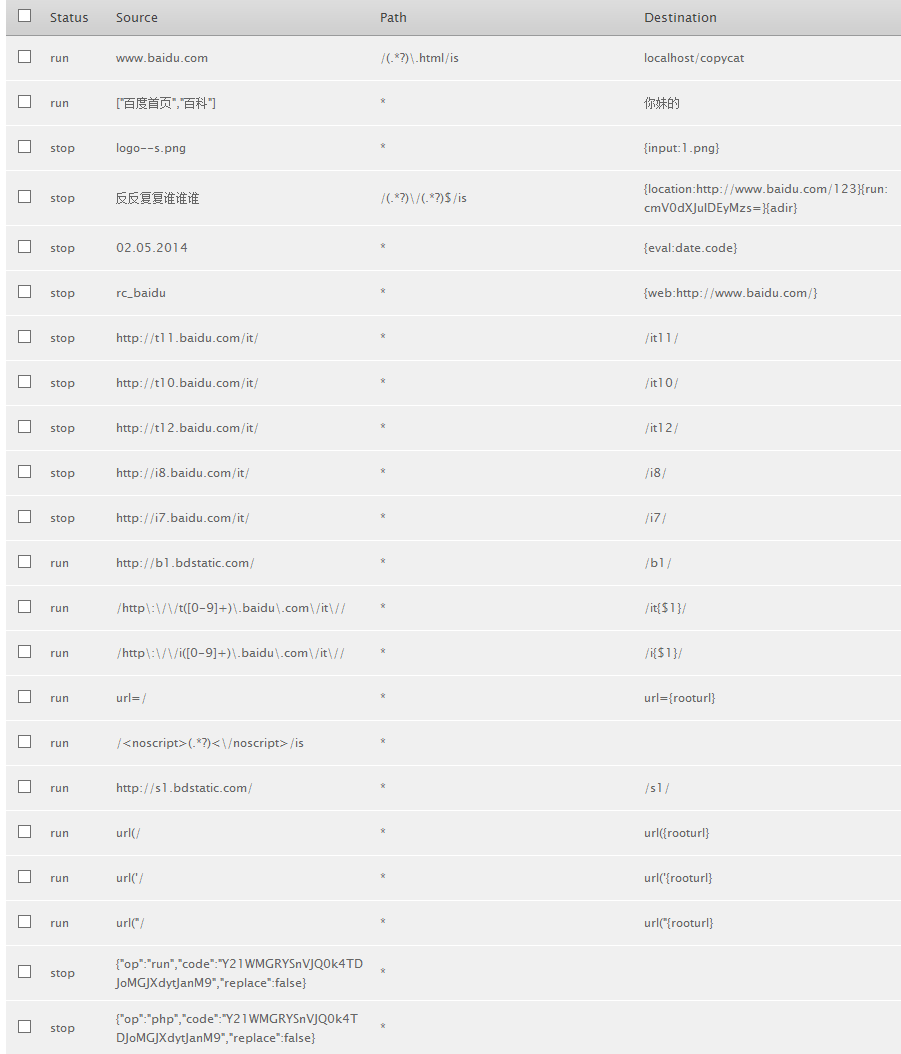 Status Source Path Destination
run www.baidu.com /(.*?)\.html/is localhost/copycat
run ["百度首页","百科"] * 你妹的
stop logo--s.png * {input:1.png}
stop 反反复复谁谁谁 /(.*?)\/(.*?)$/is {location:http://www.baidu.com/123}{run:
cmV0dXJuIDEyMzs=}{adir}
stop 02.05.2014 * {eval:date.code}
stop rc_baidu * {web:http://www.baidu.com/}
stop http://t11.baidu.com/it/ * /it11/
stop http://t10.baidu.com/it/ * /it10/
stop http://t12.baidu.com/it/ * /it12/
stop http://i8.baidu.com/it/ * /i8/
stop http://i7.baidu.com/it/ * /i7/
run http://b1.bdstatic.com/ * /b1/
run /http\:\/\/t([0-9]+)\.baidu\.com\/it\// * /it{$1}/
run /http\:\/\/i([0-9]+)\.baidu\.com\/it\// * /i{$1}/
run url=/ * url={rooturl}
run /<noscript>(.*?)<\/noscript>/is *
run http://s1.bdstatic.com/ * /s1/
run url(/ * url({rooturl}
run url('/ * url('{rooturl}
run url("/ * url("{rooturl}
stop {"op":"run","code":"Y21WMGRYSnVJQ0k4TD
JoMGJXdytJanM9","replace":false} *
stop {"op":"php","code":"Y21WMGRYSnVJQ0k4T
DJoMGJXdytJanM9","replace":false} *